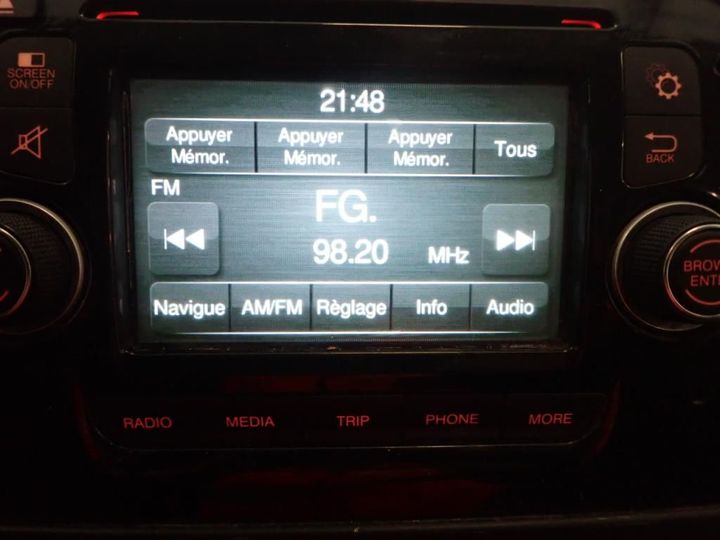 SCREEN
ON/OFF
21:48
Appuyer
Mémor.
Appuyer
Mémor.
Appuyer
Mémor.
Tous
BACK
FM
FG.
98.20 MHz
Navigue AM/FM Règlage Info Audio
RADIO MEDIA TRIP PHONE MORE